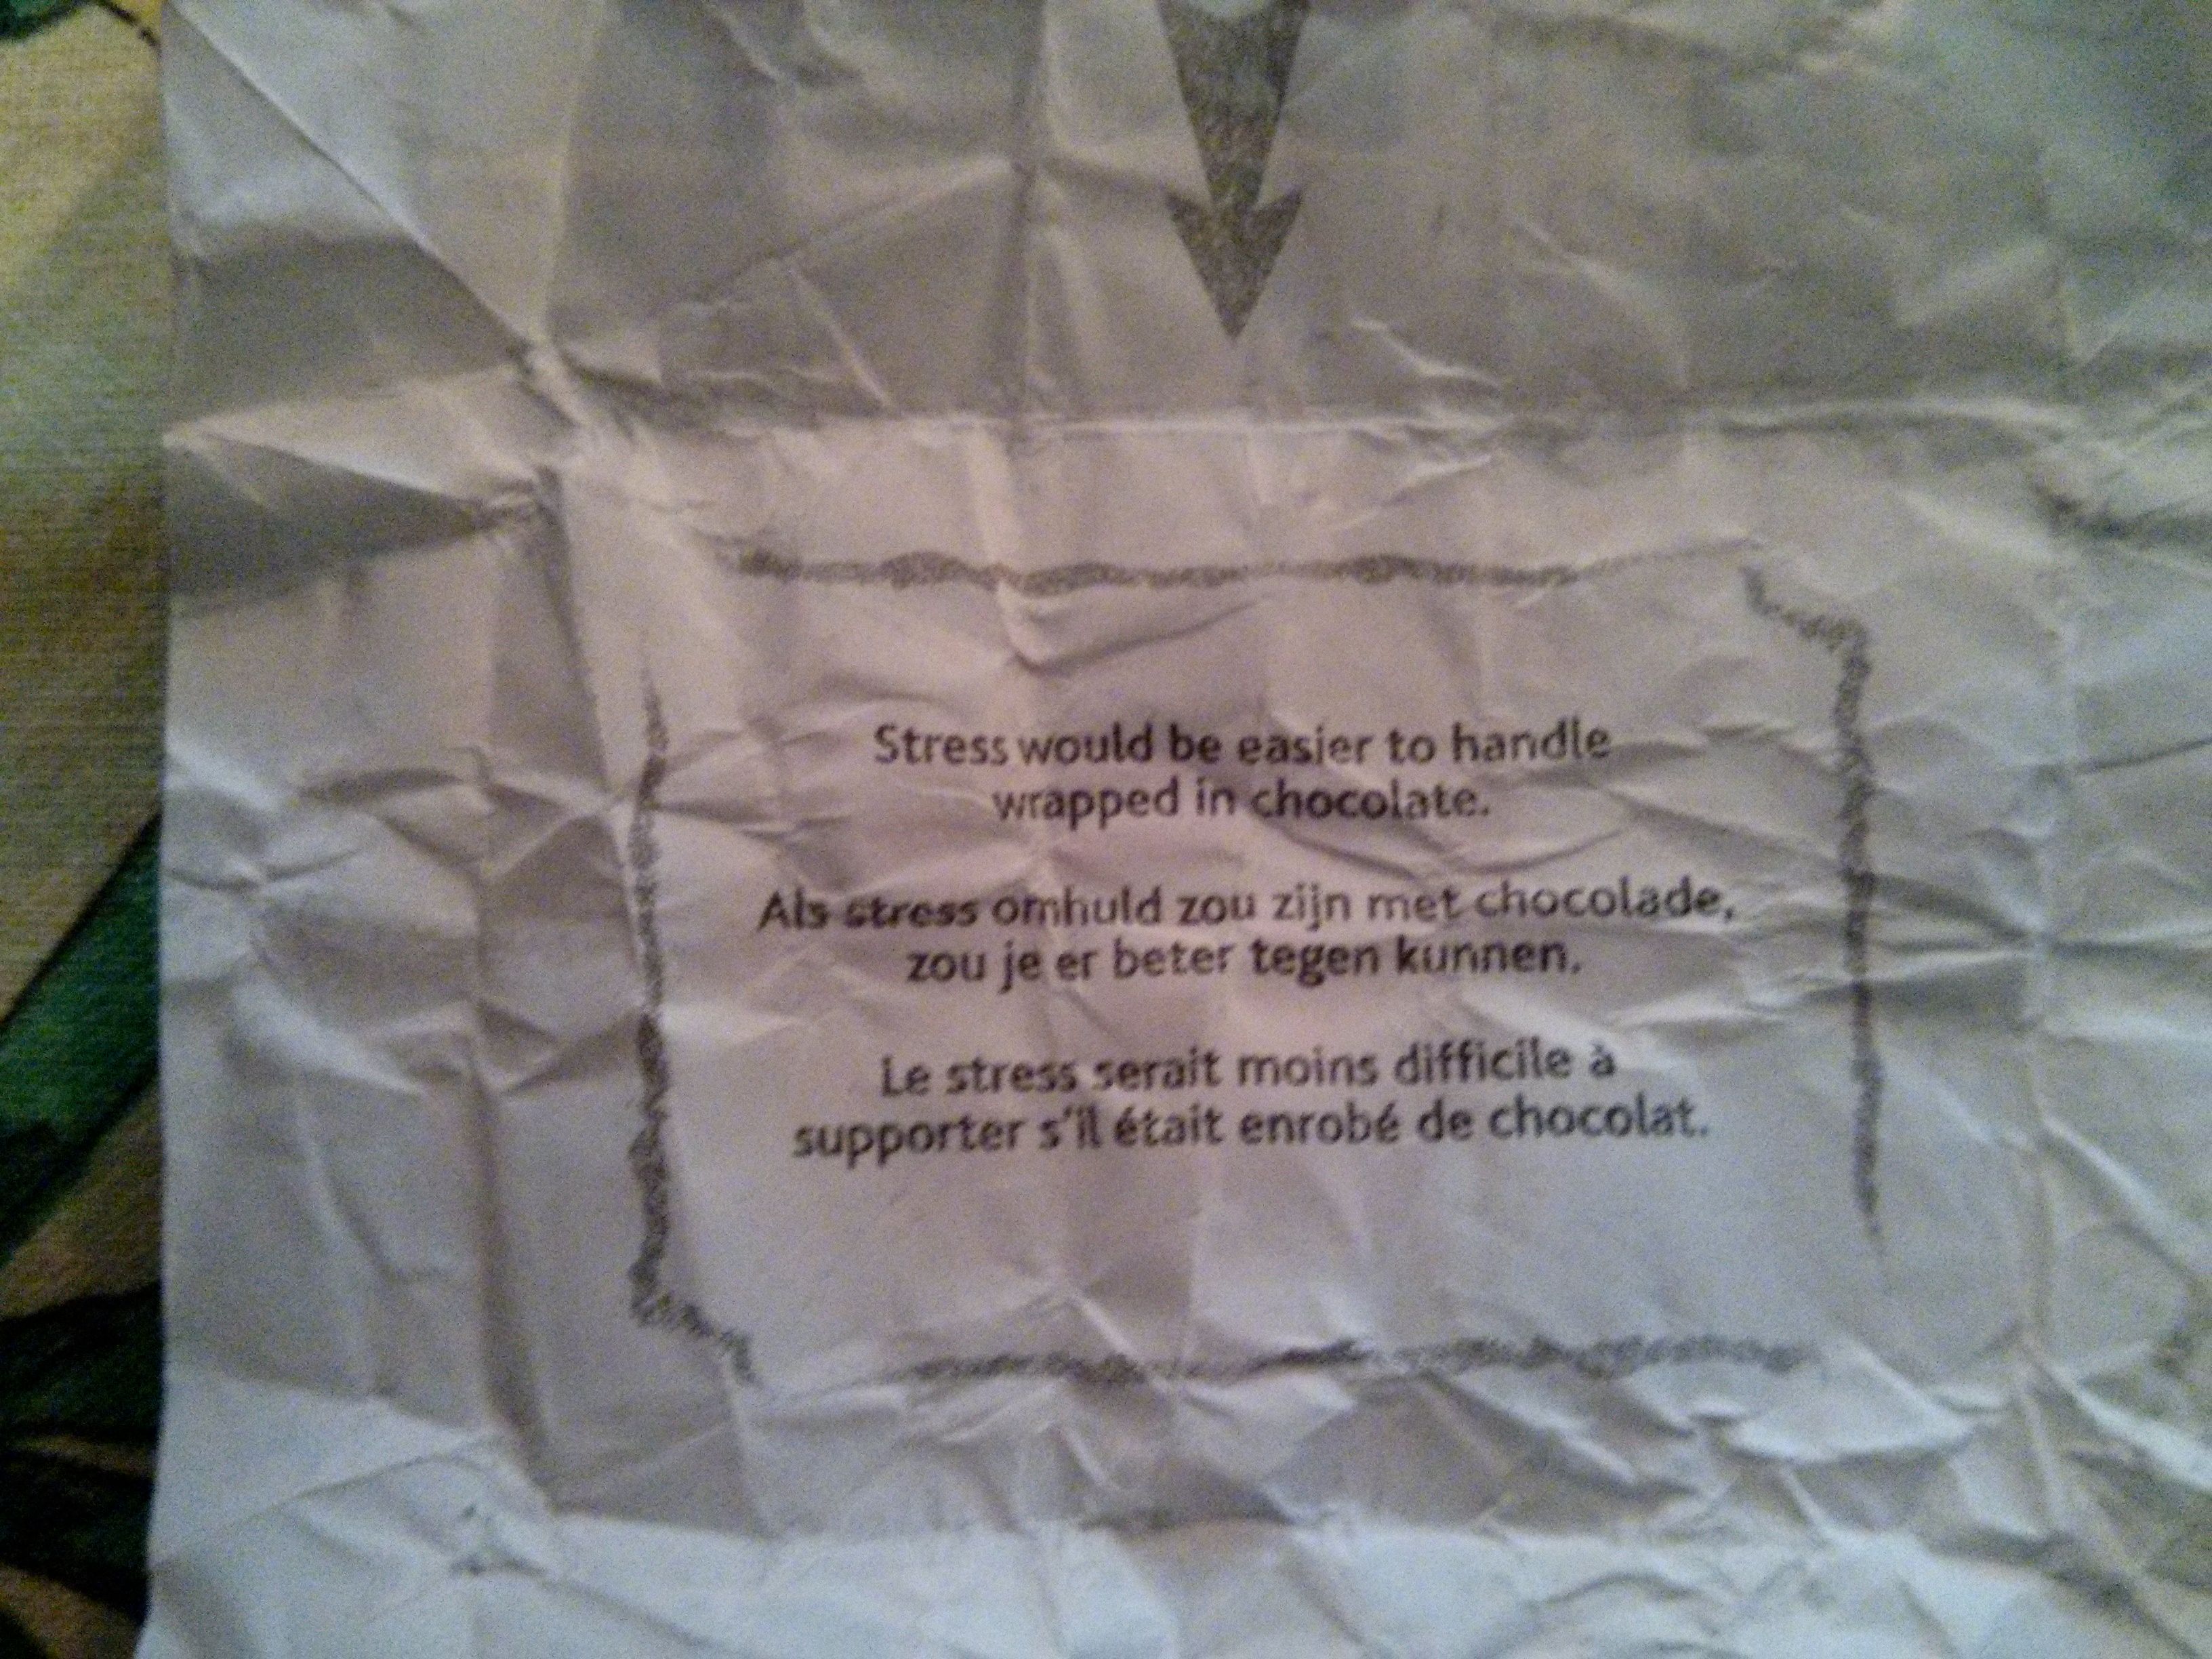 Stress would be easier to handle
wrapped in chocolate.
Als stress omhuld zou zijn met chocolade,
zou je er beter tegen kunnen.
Le stress serait moins difficile à
supporter s'il était enrobé de chocolat.